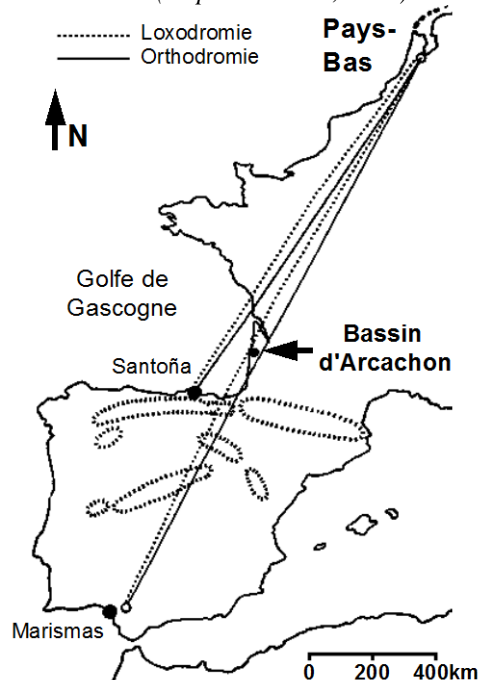 Loxodromie
Orthodromie
Pays-
Bas
N
Golfe de
Gascogne
Bassin
d'Arcachon
Santoña
Marismas
0 200 400km